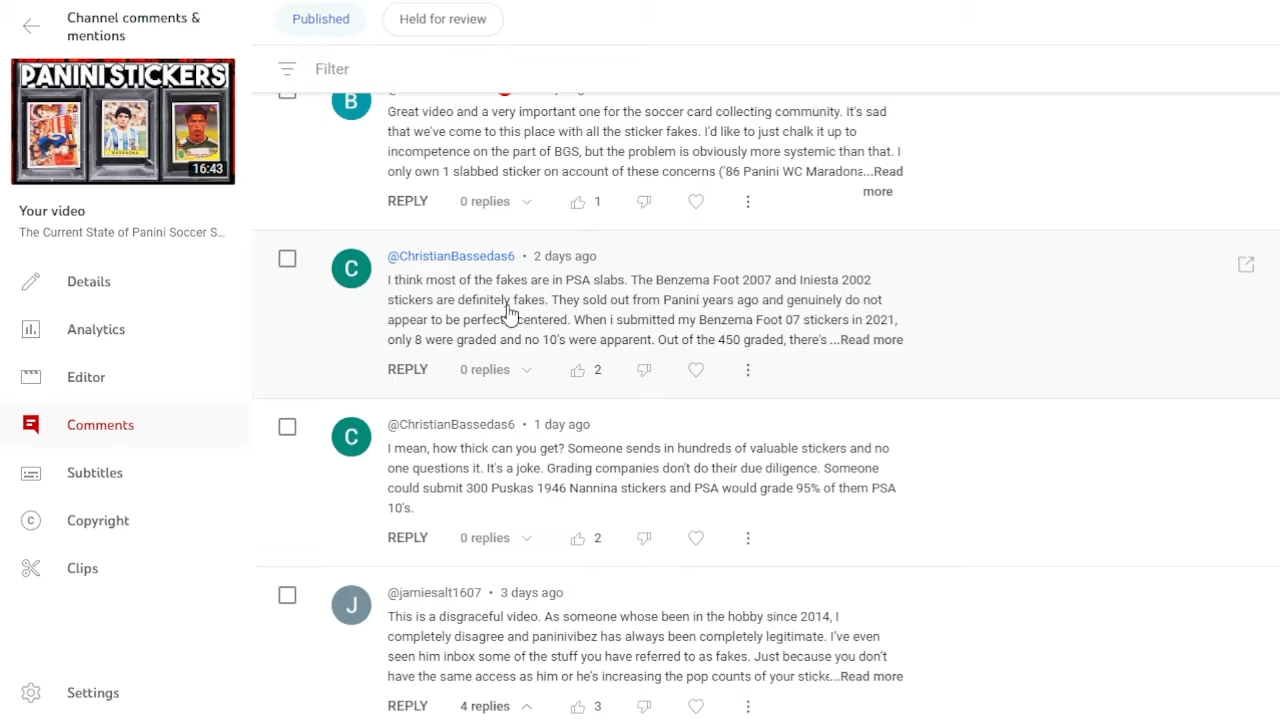 Channel comments &
mentions
PANINI STICKERS
MARADONA
16:43
Your video
The Current State of Panini Soccer S...
Details
Analytics
Editor
Comments
Subtitles
Copyright
Clips
Settings
Published
Held for review
Filter
B
Great video and a very important one for the soccer card collecting community. It's sad
that we've come to this place with all the sticker fakes. I'd like to just chalk it up to
incompetence on the part of BGS, but the problem is obviously more systemic than that. I
only own 1 slabbed sticker on account of these concerns ('86 Panini WC Maradona...Read
more
REPLY 0 replies 1
C
@ChristianBassedas6 • 2 days ago
I think most of the fakes are in PSA slabs. The Benzema Foot 2007 and Iniesta 2002
stickers are definitely fakes. They sold out from Panini years ago and genuinely do not
appear to be perfect centered. When i submitted my Benzema Foot 07 stickers in 2021,
only 8 were graded and no 10's were apparent. Out of the 450 graded, there's ...Read more
REPLY 0 replies 2
C
@ChristianBassedas6 • 1 day ago
I mean, how thick can you get? Someone sends in hundreds of valuable stickers and no
one questions it. It's a joke. Grading companies don't do their due diligence. Someone
could submit 300 Puskas 1946 Nannina stickers and PSA would grade 95% of them PSA
10's.
REPLY 0 replies 2
J
@jamiesalt1607 • 3 days ago
This is a disgraceful video. As someone whose been in the hobby since 2014, I
completely disagree and paninivibez has always been completely legitimate. I've even
seen him inbox some of the stuff you have referred to as fakes. Just because you don't
have the same access as him or he's increasing the pop counts of your sticke...Read more
REPLY 4 replies 3